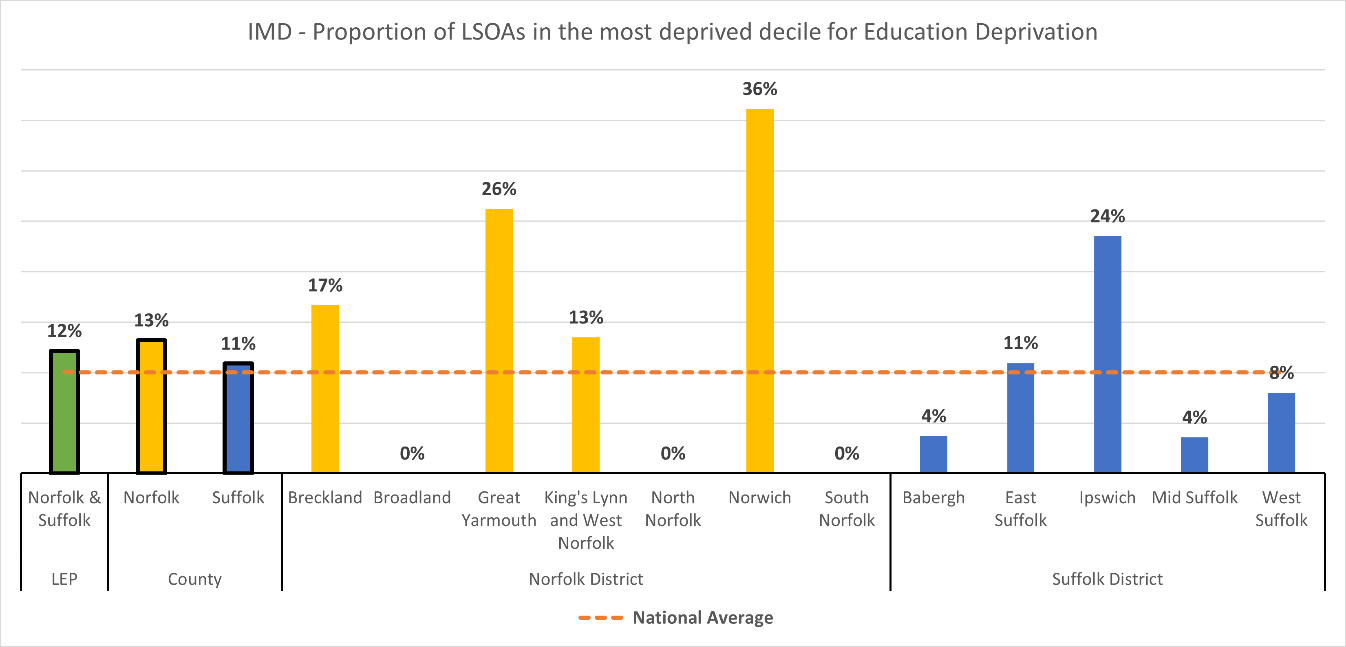 IMD - Proportion of LSOAs in the most deprived decile for Education Deprivation
12%
13%
11%
17%
0%
26%
13%
0%
36%
0%
4%
11%
24%
4%
8%
Norfolk &
Suffolk
Norfolk
Suffolk
Breckland
Broadland
Great
Yarmouth
King's Lynn
and West
Norfolk
North
Norfolk
Norwich
South
Norfolk
Babergh
East
Suffolk
Ipswich
Mid Suffolk
West
Suffolk
LEP
County
Norfolk District
Suffolk District
National Average